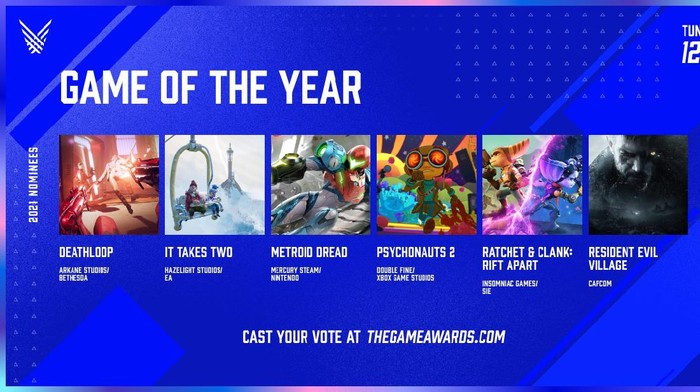 TUN
12
GAME OF THE YEAR
2021 NOMINEES
DEATHLOOP
ARKANE STUDIOS/
BETHESDA
IT TAKES TWO
HAZELIGHT STUDIOS/
EA
METROID DREAD
MERCURY STEAM/
NINTENDO
PSYCHONAUTS 2
DOUBLE FINE/
XBOX GAME STUDIOS
RATCHET & CLANK:
RIFT APART
INSOMNIAC GAMES/
SIE
RESIDENT EVIL
VILLAGE
CAPCOM
CAST YOUR VOTE AT THEGAMEAWARDS.COM